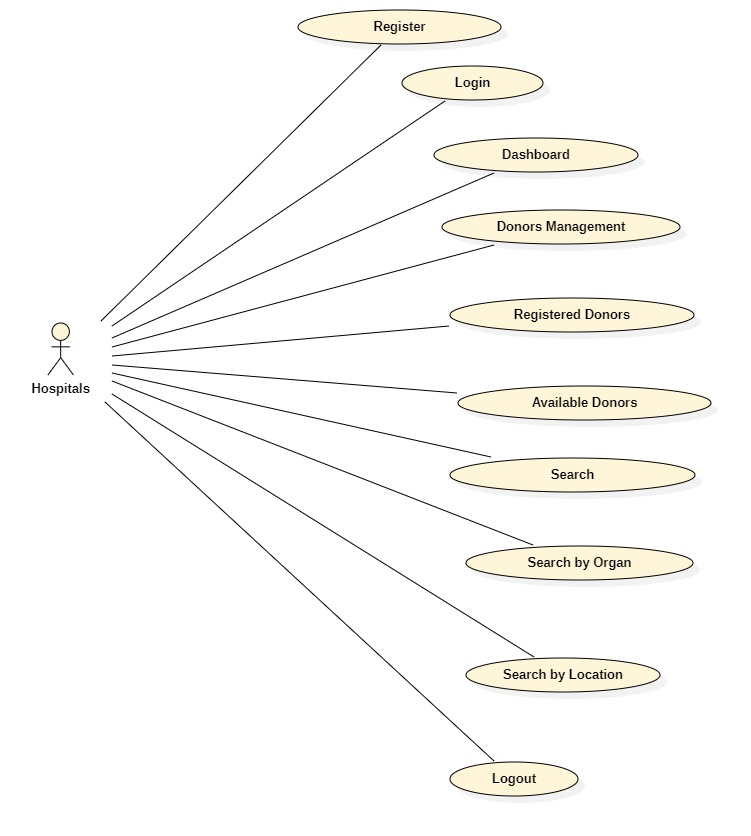 Register
Login
Dashboard
Donors Management
Registered Donors
Hospitals
Available Donors
Search
Search by Organ
Search by Location
Logout